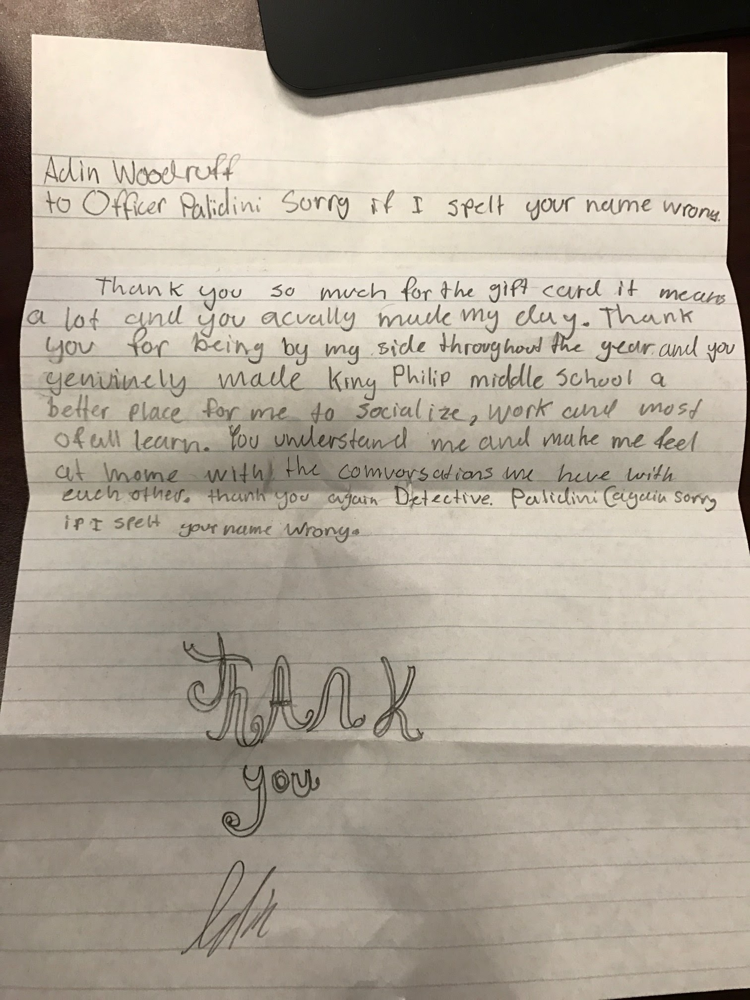 Adin Woodruff
to Officer Palidini Sorry if I spelt your name wrong.
Thank you so much for the gift card it means
a lot and you acvally made my day. Thank
you for being by my side throughout the year and you
genuinely made King Philip middle school a
better place for me to socialize, work and most
of all learn. You understand me and make me feel
at home with the comversations we have with
each other. thank you again Detective. Palidini (again sorry
if I spelt your name wrong.
THANK
you
Adin